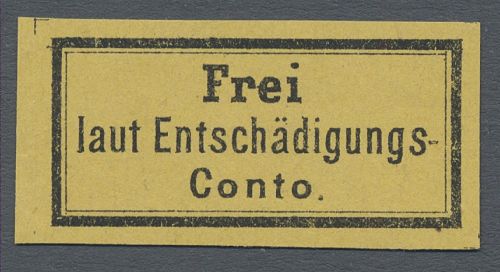 Frei
laut Entschädigungs-
Conto.